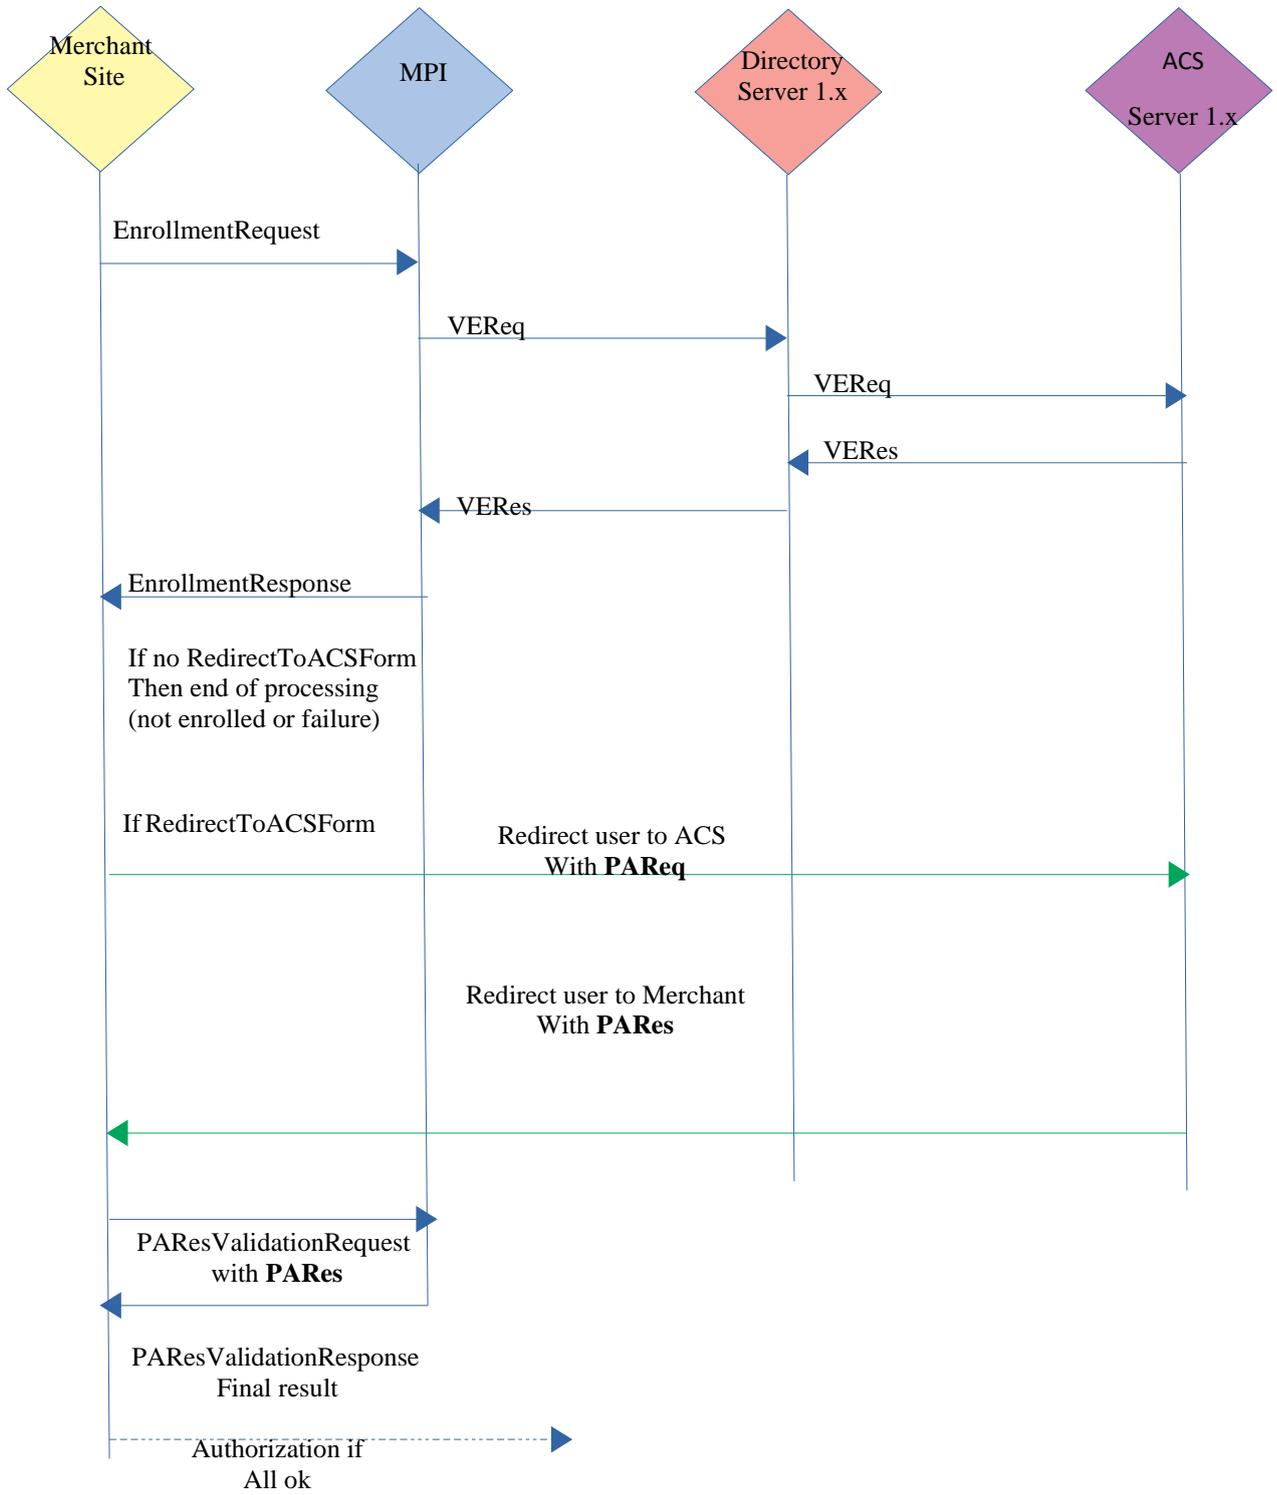 Merchant
Site
MPI
Directory
Server 1.x
ACS
Server 1.x
EnrollmentRequest
VEReq
VEReq
VERes
VERes
EnrollmentResponse
If no RedirectToACSForm
Then end of processing
(not enrolled or failure)
If RedirectToACSForm
Redirect user to ACS
With PAReq
Redirect user to Merchant
With PARes
PAResValidationRequest
with PARes
PAResValidationResponse
Final result
Authorization if
All ok